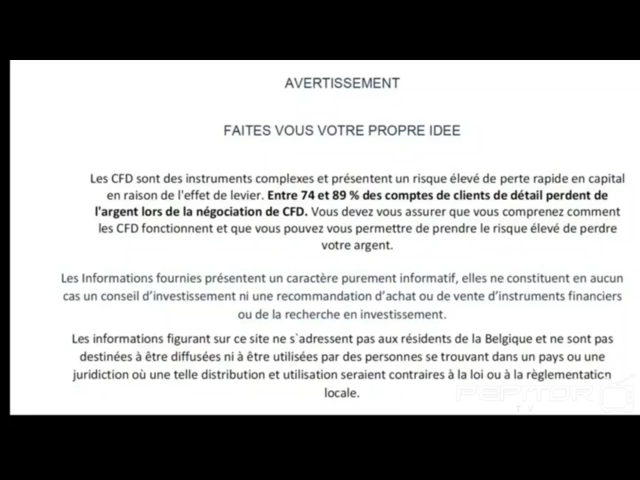 AVERTISSEMENT
FAITES VOUS VOTRE PROPRE IDEE
Les CFD sont des instruments complexes et présentent un risque élevé de perte rapide en capital
en raison de l'effet de levier. Entre 74 et 89 % des comptes de clients de détail perdent de
l'argent lors de la négociation de CFD. Vous devez vous assurer que vous comprenez comment
les CFD fonctionnent et que vous pouvez vous permettre de prendre le risque élevé de perdre
votre argent.
Les Informations fournies présentent un caractère purement informatif, elles ne constituent en aucun
cas un conseil d'investissement ni une recommandation d'achat ou de vente d'instruments financiers
ou de la recherche en investissement.
Les informations figurant sur ce site ne s`adressent pas aux résidents de la Belgique et ne sont pas
destinées à être diffusées ni à être utilisées par des personnes se trouvant dans un pays ou une
juridiction où une telle distribution et utilisation seraient contraires à la loi ou à la règlementation
locale.